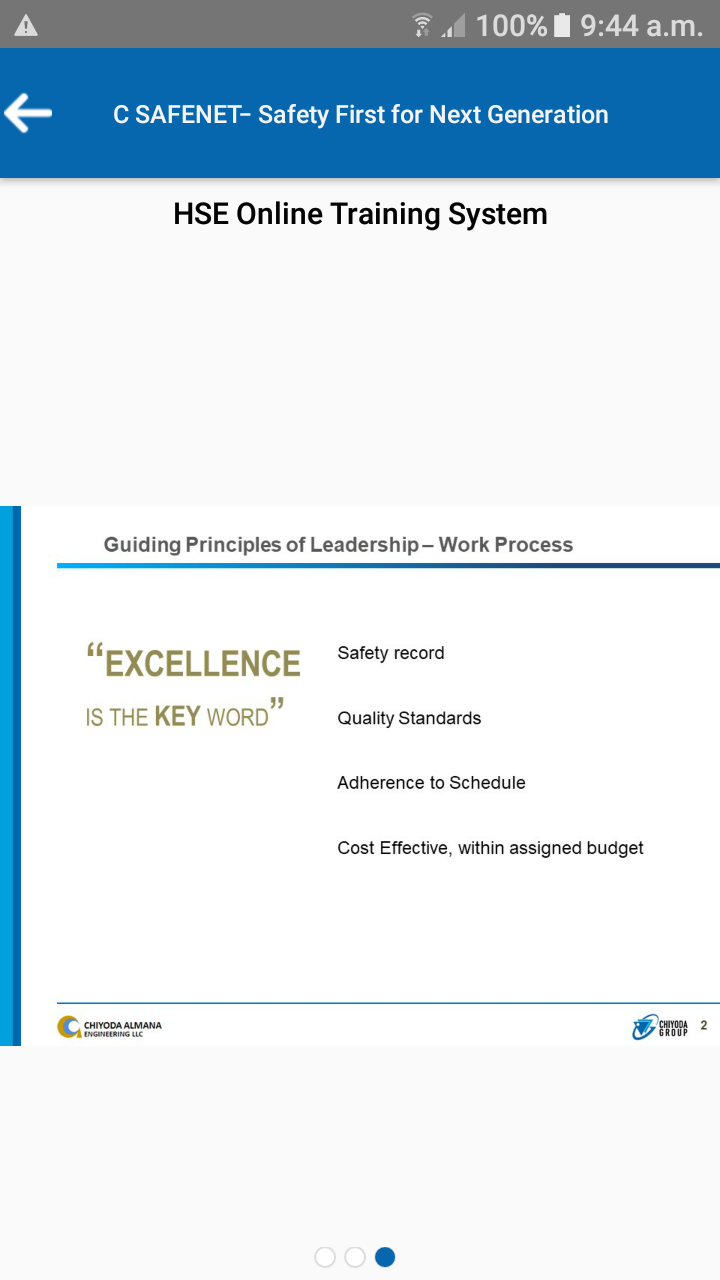 100% 9:44 a.m.
C SAFENET– Safety First for Next Generation
HSE Online Training System
Guiding Principles of Leadership – Work Process
“EXCELLENCE
IS THE KEY WORD”
Safety record
Quality Standards
Adherence to Schedule
Cost Effective, within assigned budget
CHIYODA ALMANA
ENGINEERING LLC
CHIYODA
GROUP
2